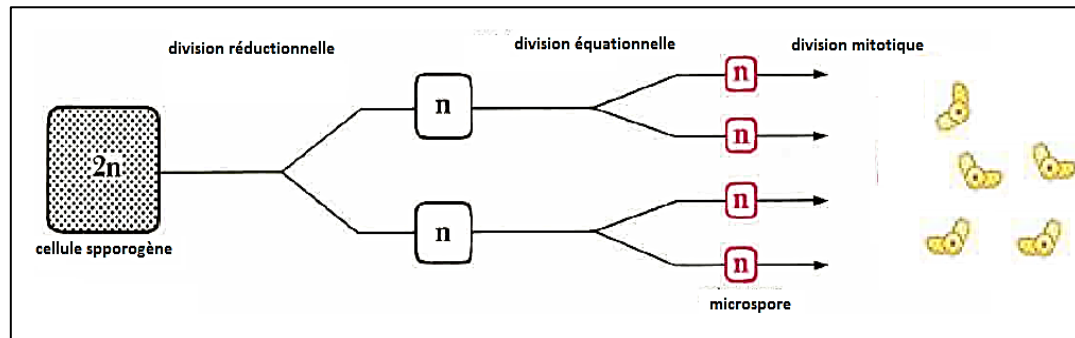 division réductionnelle
division équationnelle
division mitotique
2n
n
n
n
n
n
n
cellule spporogène
microspore